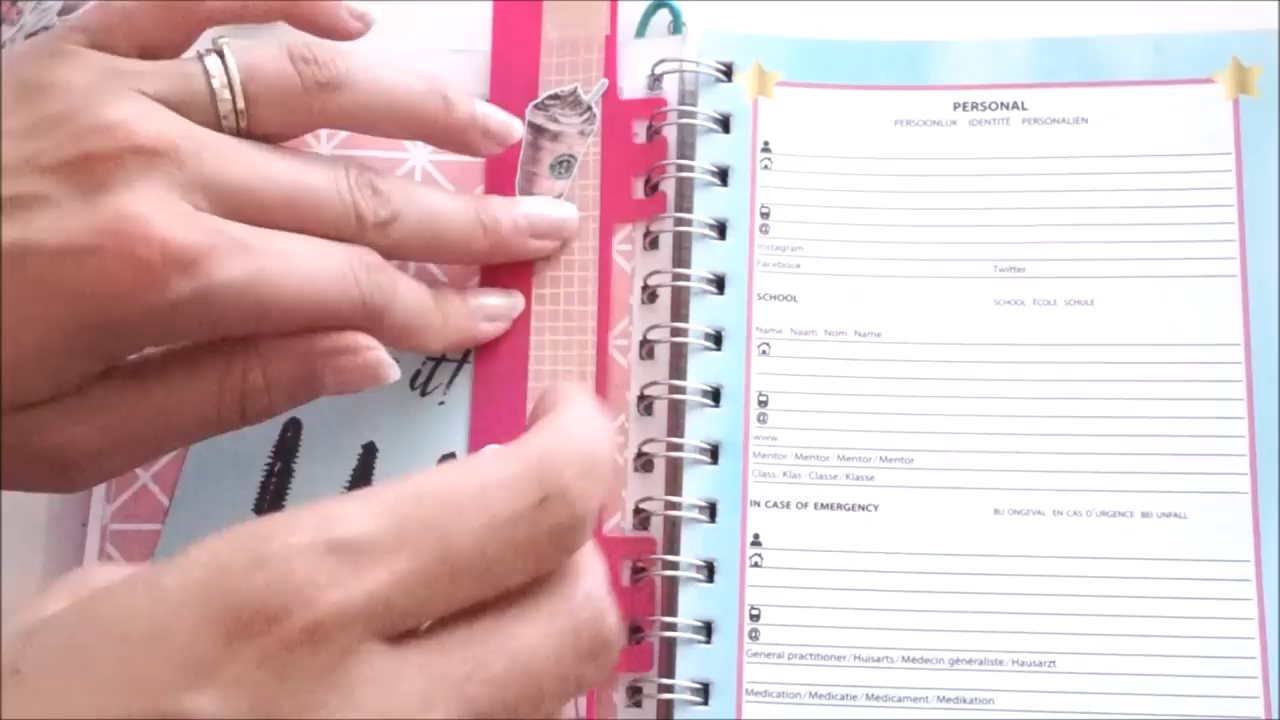 it!
PERSONAL
PERSOONLIJK IDENTITÉ PERSONALIEN
@
Instagram
Facebook Twitter
SCHOOL SCHOOL ÉCOLE SCHULE
Name Naam Nom Name
@
www
Mentor/Mentor/Mentor/Mentor
Class/Klas/Classe/Klasse
IN CASE OF EMERGENCY BIJ ONGEVAL EN CAS D'URGENCE BEI UNFALL
@
General practitioner/Huisarts/Médecin généraliste/Hausarzt
Medication/Medicatie/Medicament/Medikation